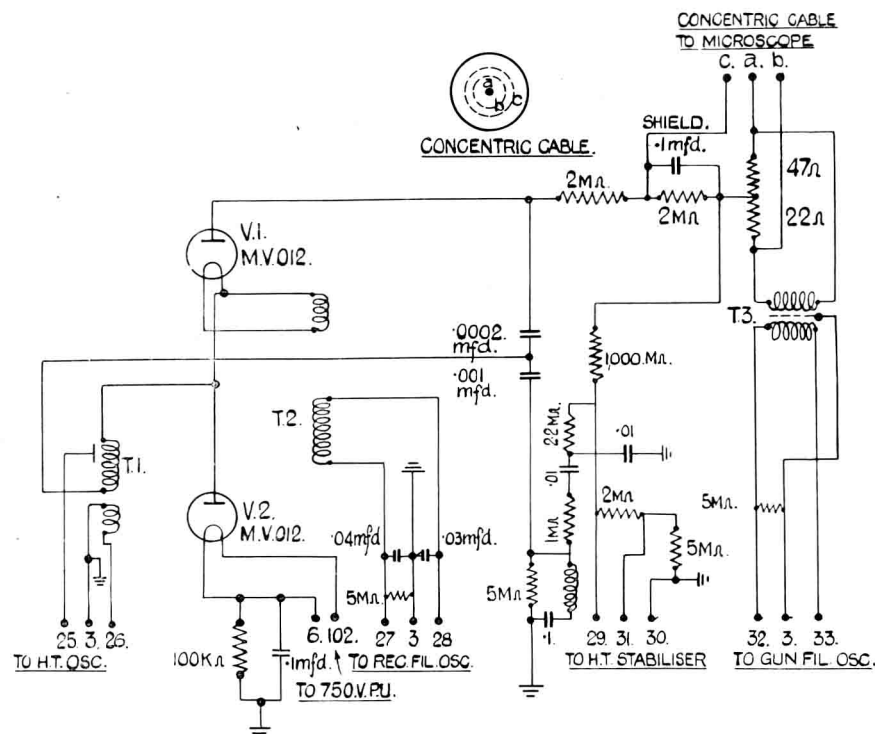 CONCENTRIC CABLE
TO MICROSCOPE
c. a. b.
a
b
c
CONCENTRIC CABLE.
SHIELD.
.1mfd.
2MΩ.
2MΩ
47Ω
22Ω
V.1.
M.V.012.
.0002.
mfd.
.001
mfd.
T.3.
1,000.MΩ.
T.2.
T.1.
22MΩ.
.01
.01
V.2.
M.V.012.
.04mfd
.03mfd.
1MΩ
2MΩ
5MΩ.
5MΩ.
5MΩ.
5MΩ
100KΩ
.1mfd.
.1.
25. 3. 26.
6. 102.
27 3 28
29. 31. 30.
32. 3. 33.
TO H.T. OSC.
TO 750.V.P.U.
TO REC. FIL. OSC.
TO H.T. STABILISER
TO GUN FIL. OSC.